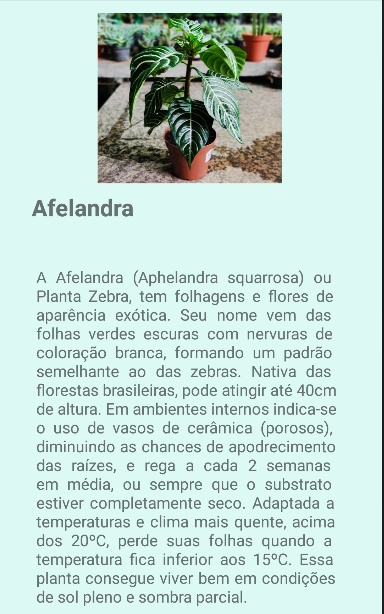 Afelandra
A Afelandra (Aphelandra squarrosa) ou
Planta Zebra, tem folhagens e flores de
aparência exótica. Seu nome vem das
folhas verdes escuras com nervuras de
coloração branca, formando um padrão
semelhante ao das zebras. Nativa das
florestas brasileiras, pode atingir até 40cm
de altura. Em ambientes internos indica-se
o uso de vasos de cerâmica (porosos),
diminuindo as chances de apodrecimento
das raízes, e rega a cada 2 semanas
em média, ou sempre que o substrato
estiver completamente seco. Adaptada a
temperaturas e clima mais quente, acima
dos 20ºC, perde suas folhas quando a
temperatura fica inferior aos 15ºC. Essa
planta consegue viver bem em condições
de sol pleno e sombra parcial.